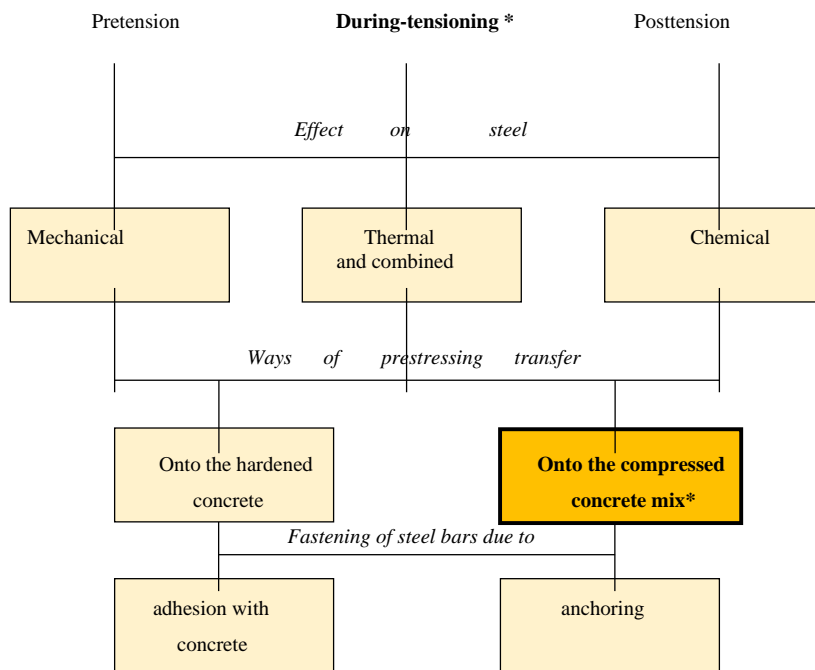 Pretension During-tensioning * Posttension
Effect on steel
Mechanical Thermal Chemical
and combined
Ways of prestressing transfer
Onto the hardened Onto the compressed
concrete concrete mix*
Fastening of steel bars due to
adhesion with anchoring
concrete